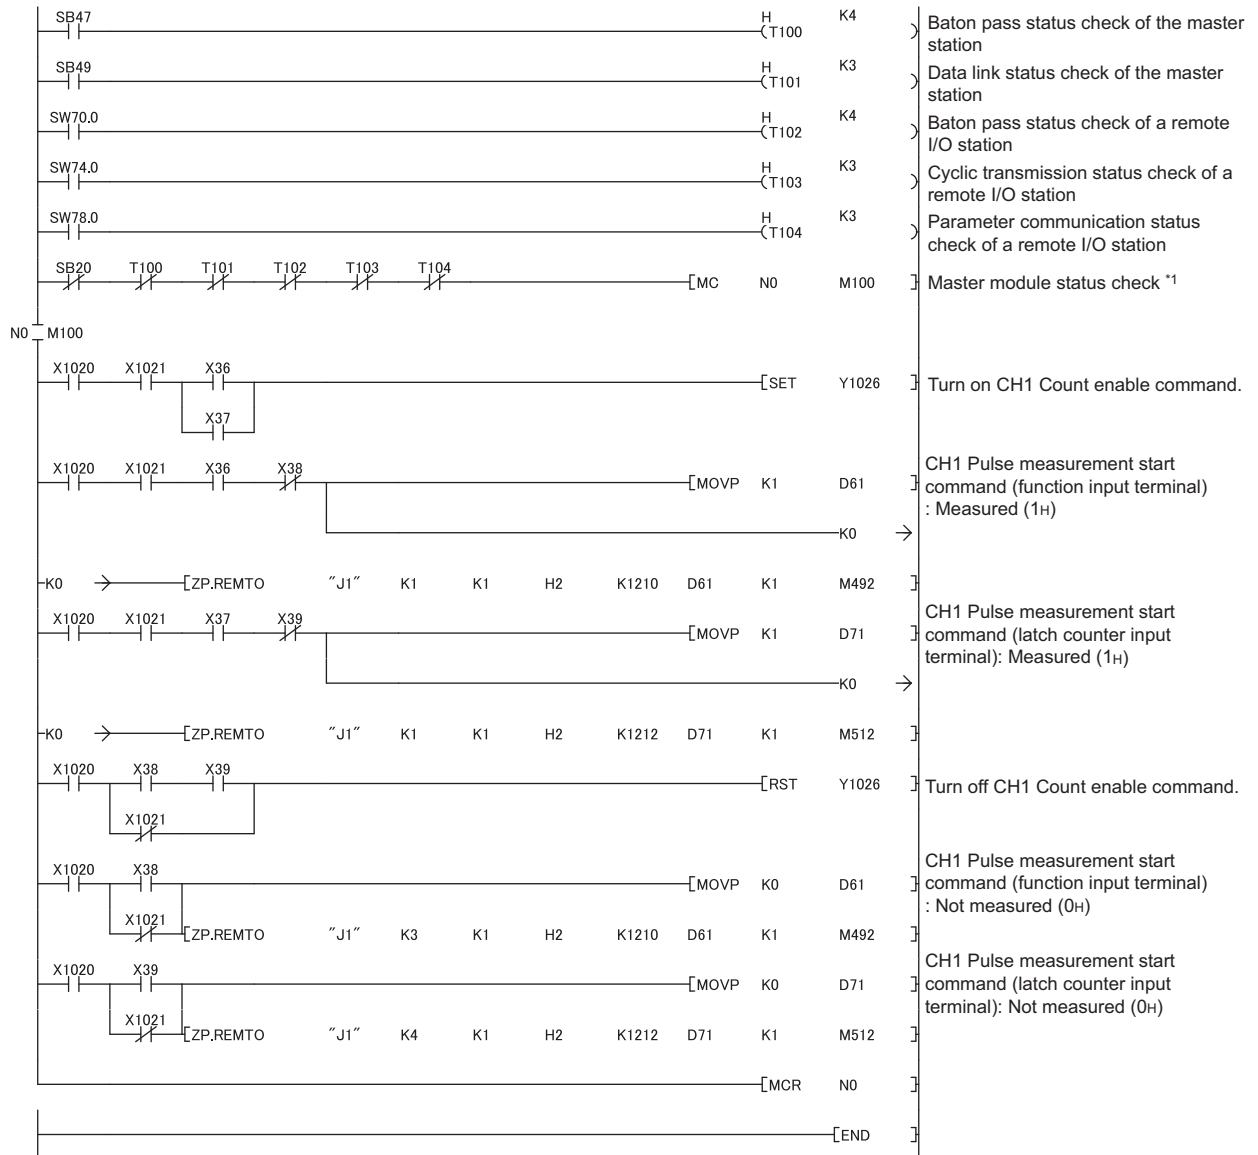 SB47 H K4
(T100 ) Baton pass status check of the master
station
SB49 H K3
(T101 ) Data link status check of the master
station
SW70.0 H K4
(T102 ) Baton pass status check of a remote
I/O station
SW74.0 H K3
(T103 ) Cyclic transmission status check of a
remote I/O station
SW78.0 H K3
(T104 ) Parameter communication status
check of a remote I/O station
SB20 T100 T101 T102 T103 T104
[MC N0 M100 ] Master module status check *1
N0 M100
X1020 X1021 X36
[SET Y1026 ] Turn on CH1 Count enable command.
X37
X1020 X1021 X36 X38
[MOVP K1 D61 ] CH1 Pulse measurement start
command (function input terminal)
: Measured (1H)
K0
K0 [ZP.REMTO "J1" K1 K1 H2 K1210 D61 K1 M492 ]
X1020 X1021 X37 X39
[MOVP K1 D71 ] CH1 Pulse measurement start
command (latch counter input
terminal): Measured (1H)
K0
K0 [ZP.REMTO "J1" K1 K1 H2 K1212 D71 K1 M512 ]
X1020 X38 X39
[RST Y1026 ] Turn off CH1 Count enable command.
X1021
X1020 X38
[MOVP K0 D61 ] CH1 Pulse measurement start
command (function input terminal)
: Not measured (0H)
X1021
[ZP.REMTO "J1" K3 K1 H2 K1210 D61 K1 M492 ]
X1020 X39
[MOVP K0 D71 ] CH1 Pulse measurement start
command (latch counter input
terminal): Not measured (0H)
X1021
[ZP.REMTO "J1" K4 K1 H2 K1212 D71 K1 M512 ]
[MCR N0 ]
[END ]